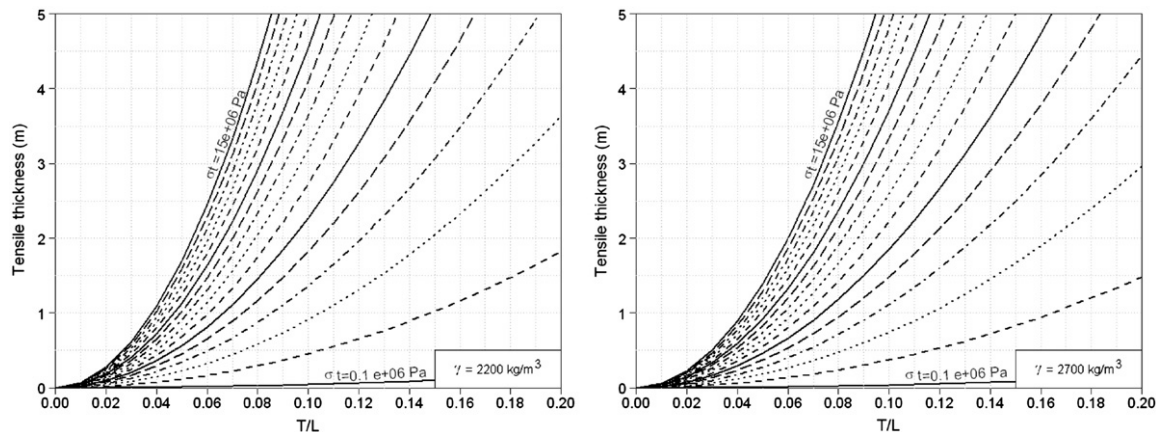 5
4
3
2
1
0
Tensile thickness (m)
σt =15e+06 Pa
σ t=0.1 e+06 Pa
γ = 2200 kg/m³
0.00 0.02 0.04 0.06 0.08 0.10 0.12 0.14 0.16 0.18 0.20
T/L
5
4
3
2
1
0
Tensile thickness (m)
σt =15e+06 Pa
σ t=0.1 e+06 Pa
γ = 2700 kg/m³
0.00 0.02 0.04 0.06 0.08 0.10 0.12 0.14 0.16 0.18 0.20
T/L